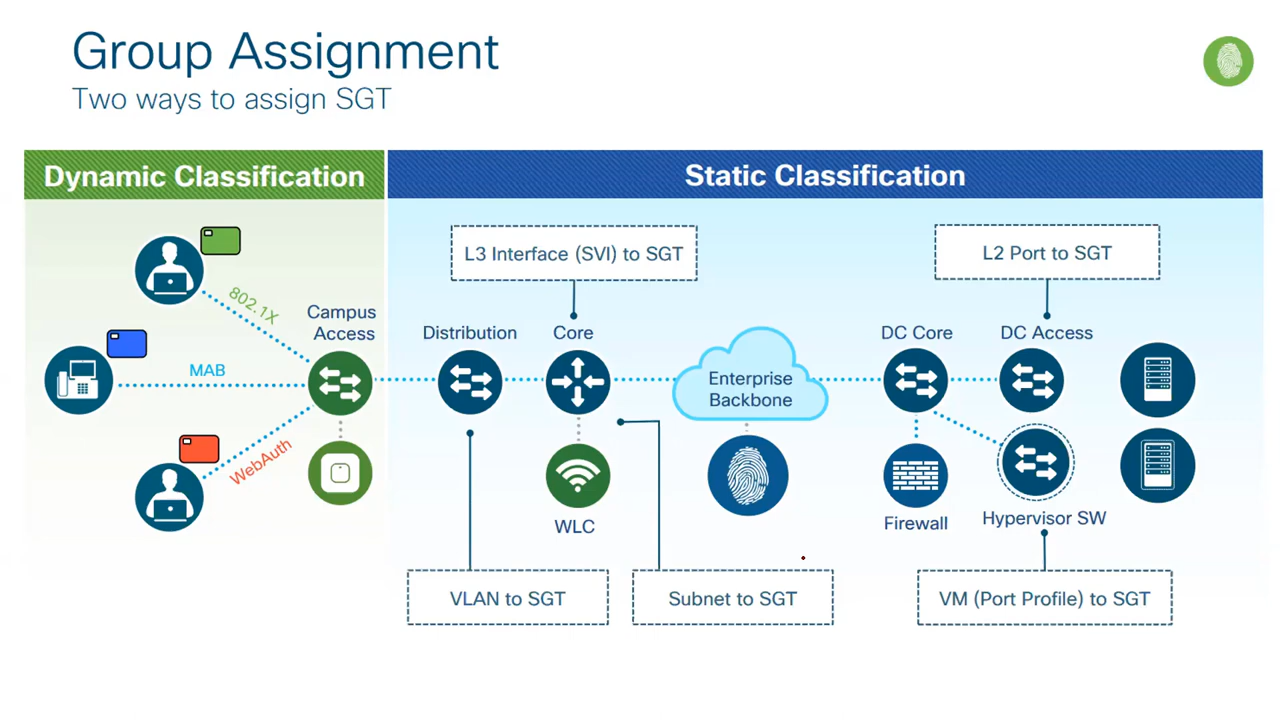 Group Assignment
Two ways to assign SGT
Dynamic Classification
Static Classification
802.1X
MAB
WebAuth
Campus
Access
L3 Interface (SVI) to SGT
L2 Port to SGT
Distribution
Core
Enterprise
Backbone
DC Core
DC Access
WLC
Firewall
Hypervisor SW
VLAN to SGT
Subnet to SGT
VM (Port Profile) to SGT